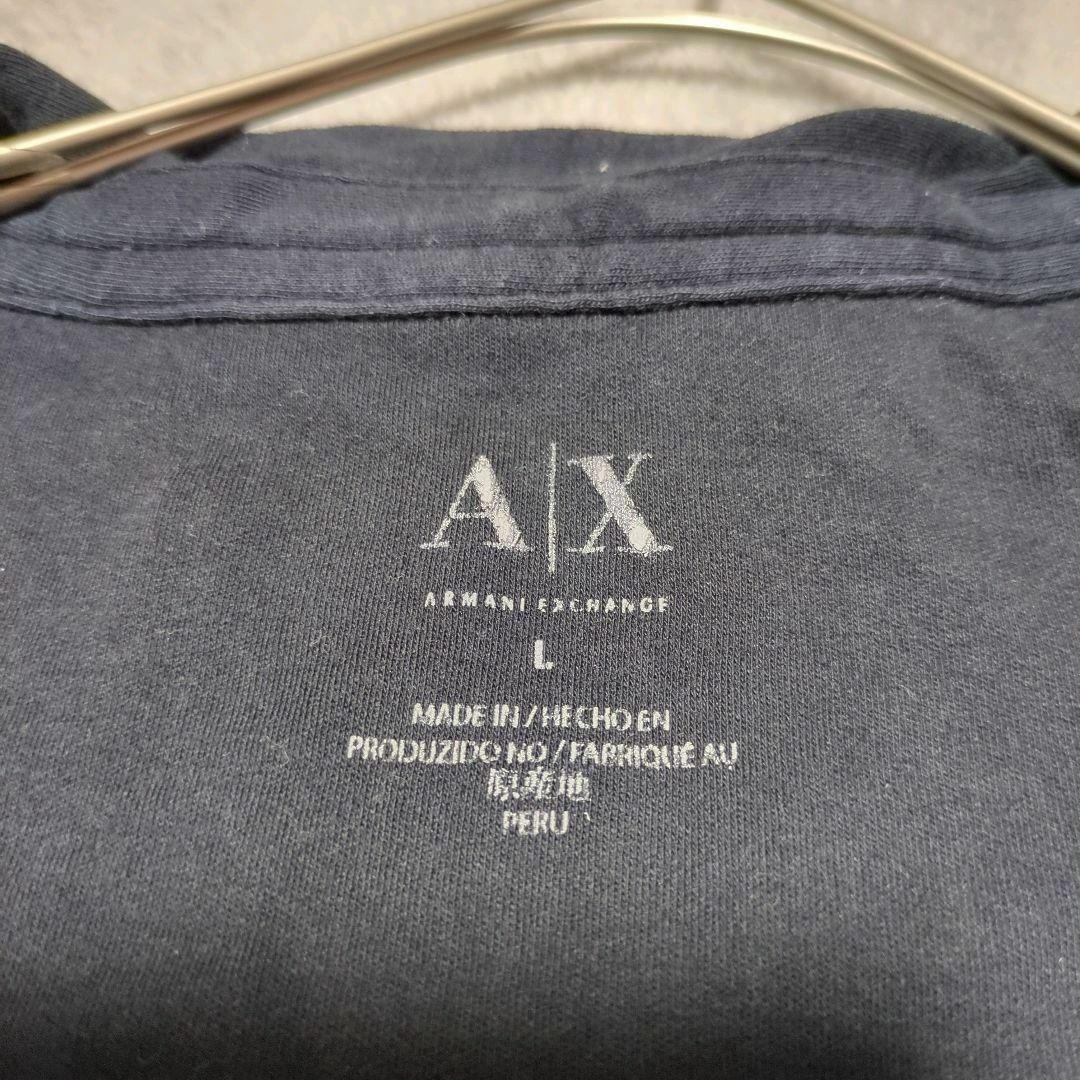 A|X
ARMANI EXCHANGE
L
MADE IN / HECHO EN
PRODUZIDO NO / FABRIQUÉ AU
原産地
PERU